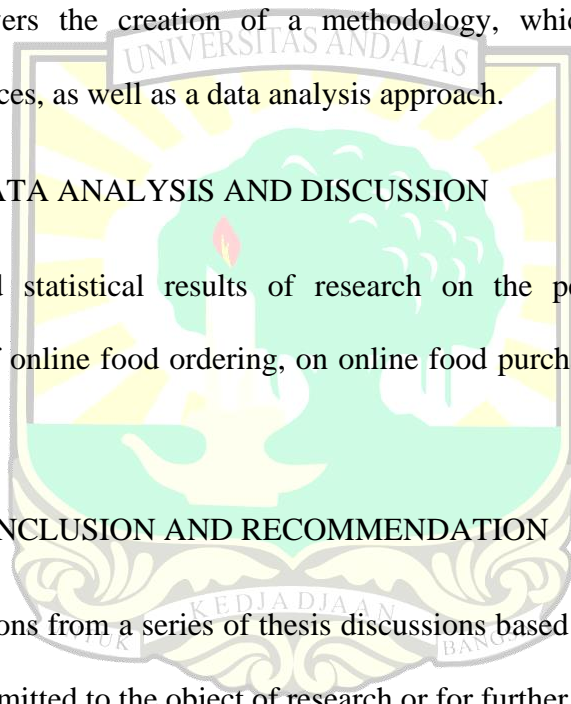 ers the creation of a methodology, whic
UNIVERSITAS ANDALAS
ces, as well as a data analysis approach.
ATA ANALYSIS AND DISCUSSION
statistical results of research on the p
online food ordering, on online food purch
NCLUSION AND RECOMMENDATION
ons from a series of thesis discussions based
UNTUK KEDJADJAAN BANGSA
mitted to the object of research or for further